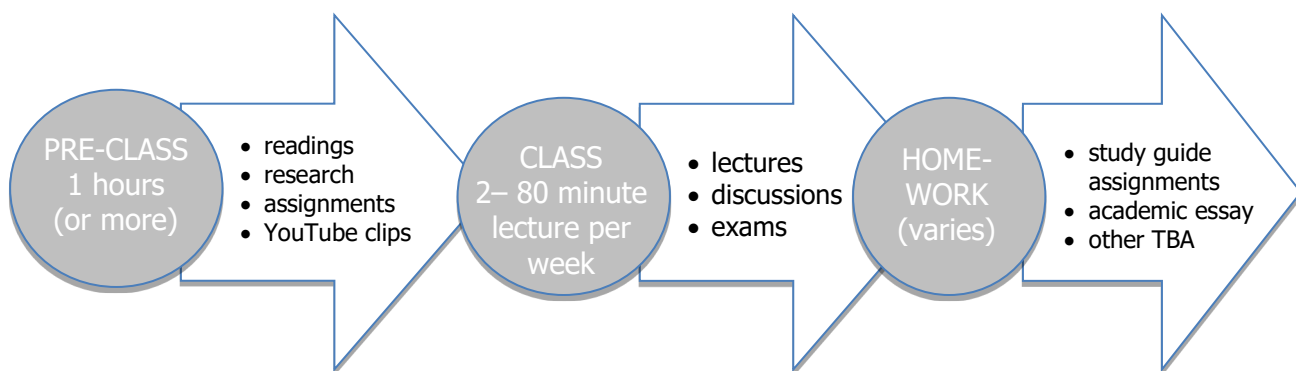 PRE-CLASS
1 hours
(or more)
• readings
• research
• assignments
• YouTube clips
CLASS
2– 80 minute
lecture per
week
• lectures
• discussions
• exams
HOME-
WORK
(varies)
• study guide
assignments
• academic essay
• other TBA